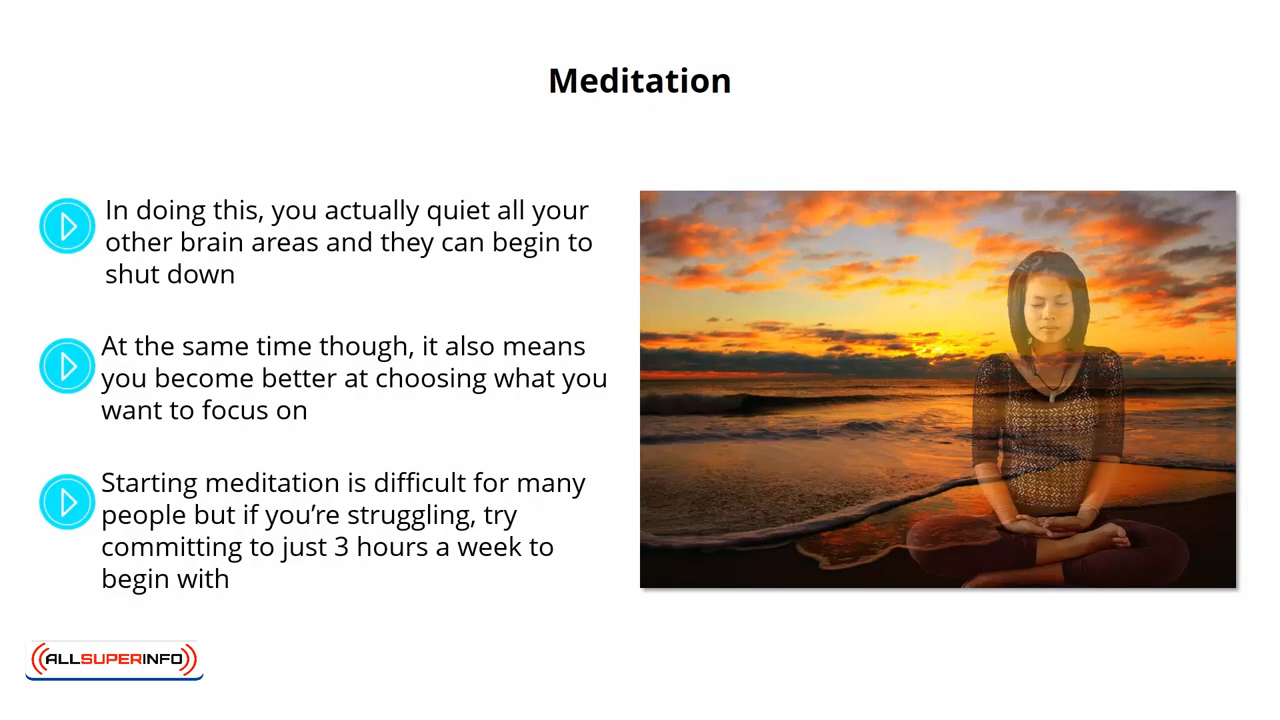 Meditation
In doing this, you actually quiet all your
other brain areas and they can begin to
shut down
At the same time though, it also means
you become better at choosing what you
want to focus on
Starting meditation is difficult for many
people but if you’re struggling, try
committing to just 3 hours a week to
begin with
ALLSUPERINFO